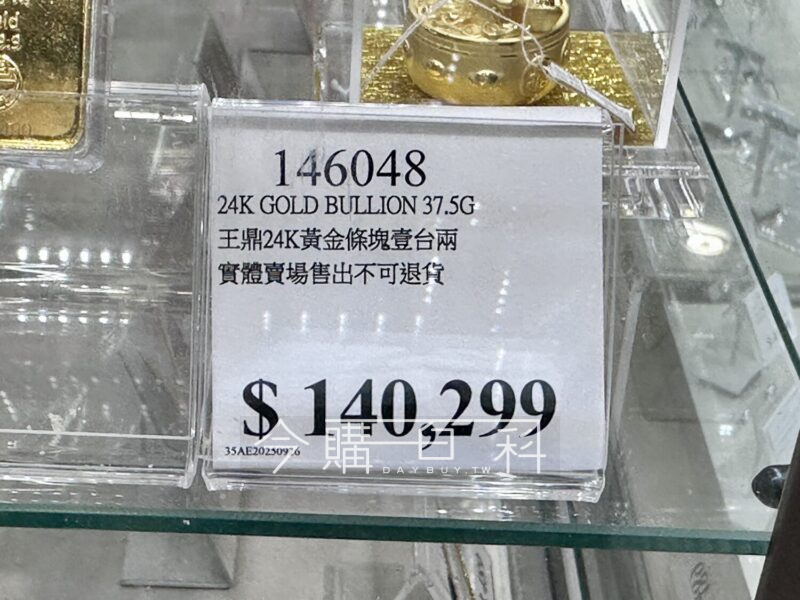 146048
24K GOLD BULLION 37.5G
王鼎24K黃金條塊壹台兩
實體賣場售出不可退貨
$ 140,299
35AE20250926
今購百科
DAYBUY.TW